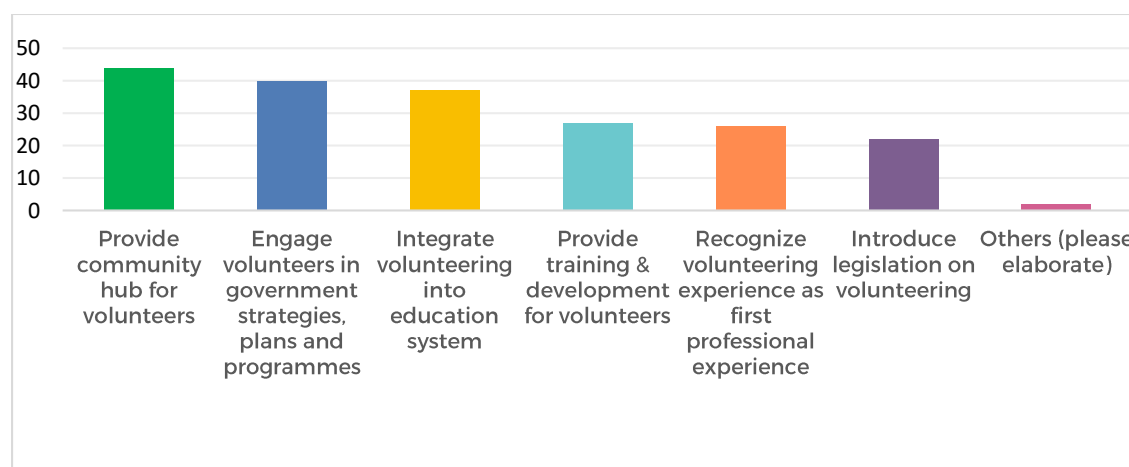 50
40
30
20
10
0
Provide
community
hub for
volunteers
Engage
volunteers in
government
strategies,
plans and
programmes
Integrate
volunteering
into
education
system
Provide
training &
development
for volunteers
Recognize
volunteering
experience as
first
professional
experience
Introduce
legislation on
volunteering
Others (please
elaborate)